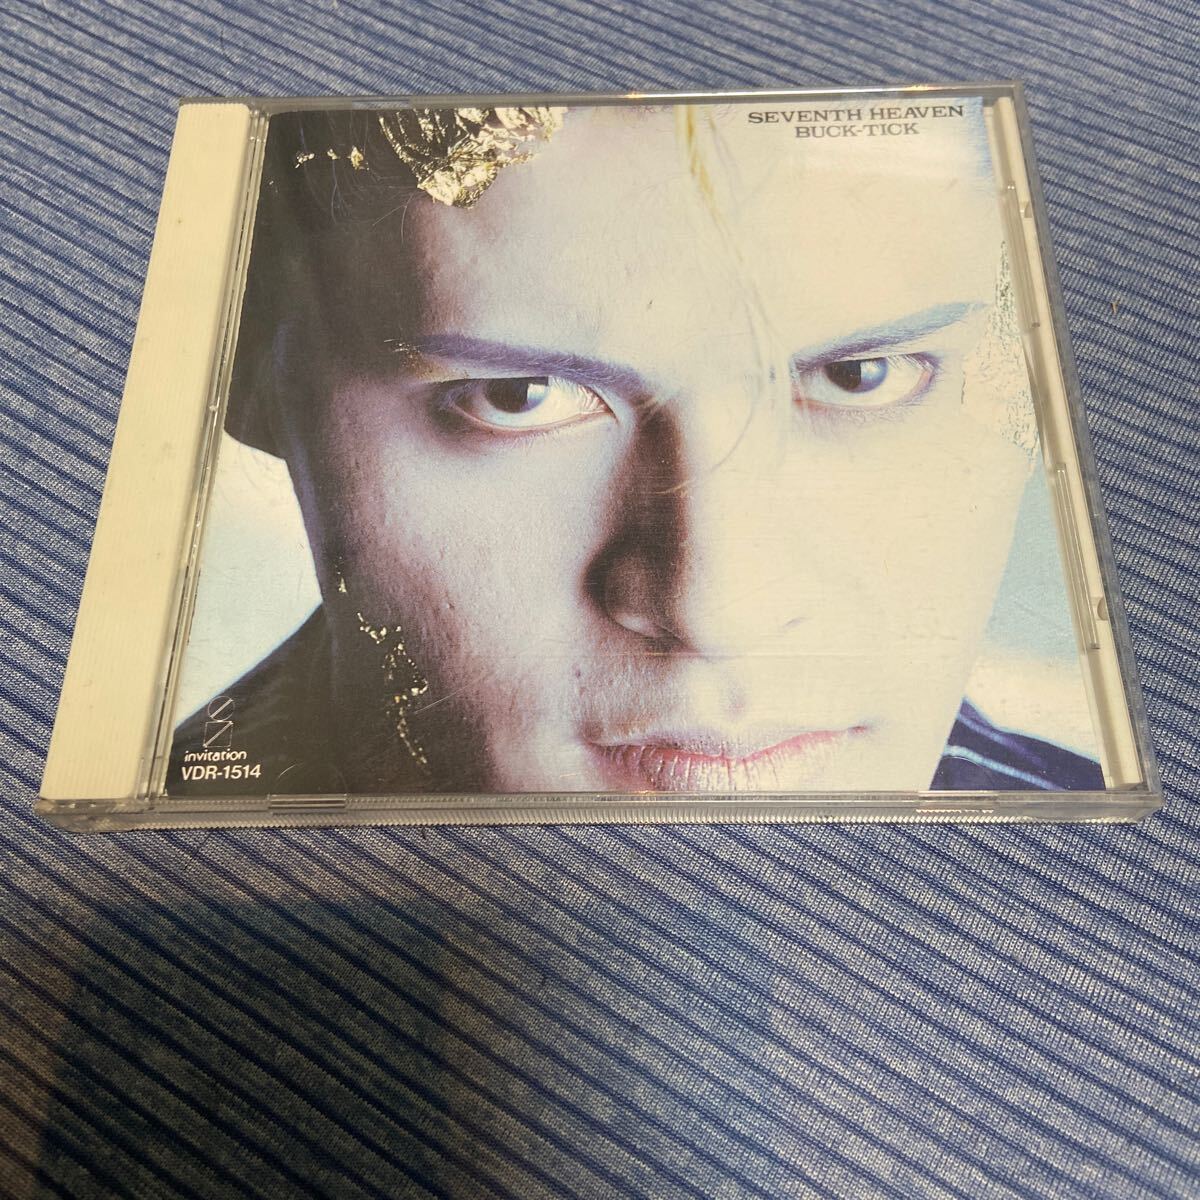 SEVENTH HEAVEN
BUCK-TICK
invitation
VDR-1514